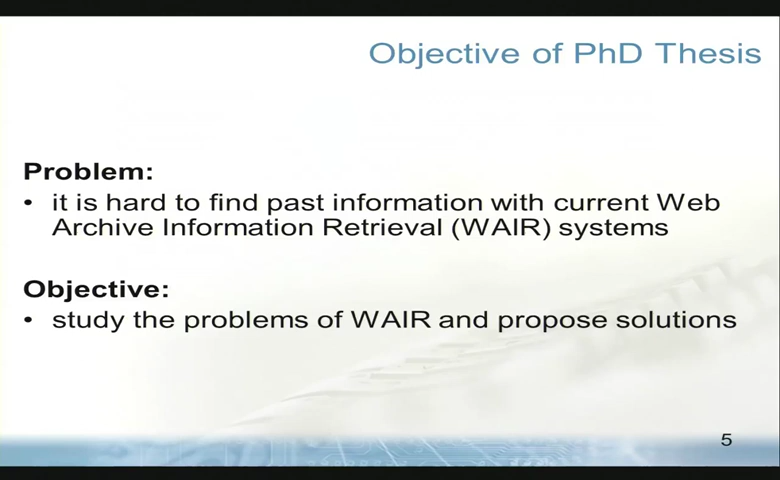 Objective of PhD Thesis
Problem:
• it is hard to find past information with current Web
Archive Information Retrieval (WAIR) systems
Objective:
• study the problems of WAIR and propose solutions
5